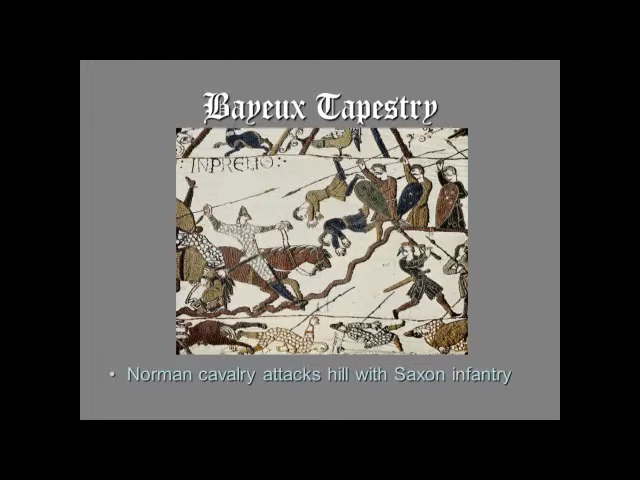 Bayeux Tapestry
:INPRELIO:
• Norman cavalry attacks hill with Saxon infantry